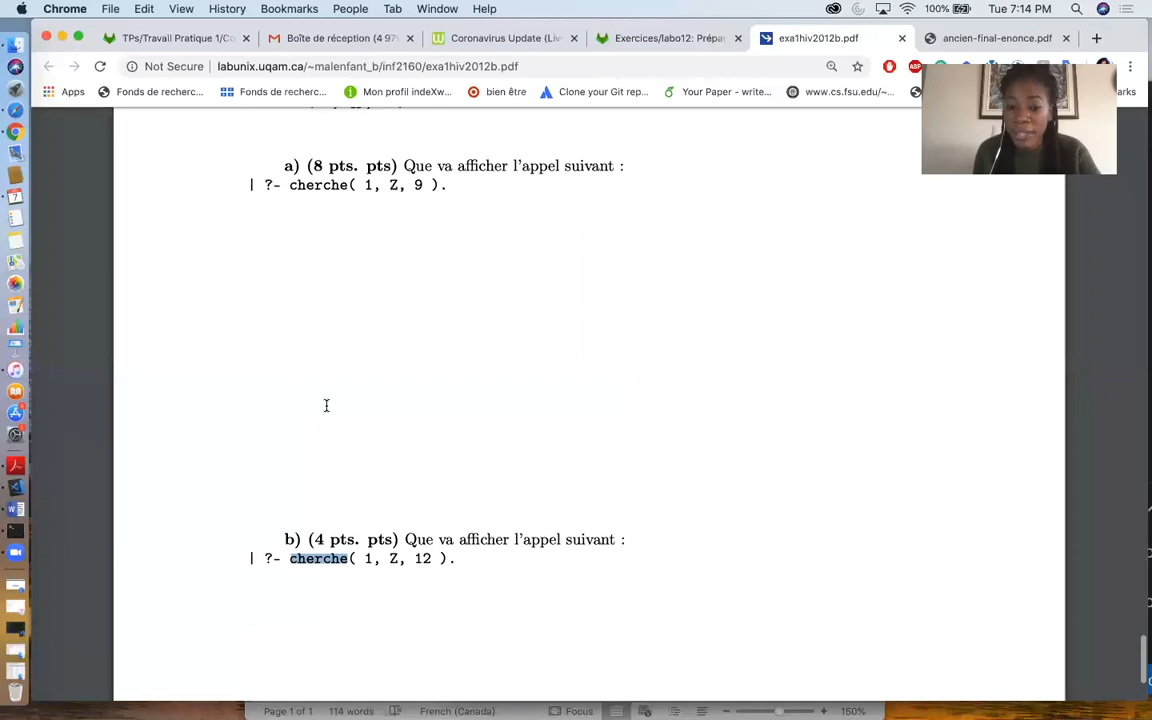 Chrome File Edit View History Bookmarks People Tab Window Help 100% Tue 7:14 PM
TPs/Travail Pratique 1/Co
Boîte de réception (4 97
Coronavirus Update (Liv
Exercices/labo12: Prépar
exa1hiv2012b.pdf
ancien-final-enonce.pdf
Not Secure labunix.uqam.ca/~malenfant_b/inf2160/exa1hiv2012b.pdf
Apps Fonds de recherc... Fonds de recherc... Mon profil indeXw... bien être Clone your Git rep... Your Paper - write... www.cs.fsu.edu/~...
a) (8 pts. pts) Que va afficher l'appel suivant :
| ?- cherche( 1, Z, 9 ).
b) (4 pts. pts) Que va afficher l'appel suivant :
| ?- cherche( 1, Z, 12 ).
Page 1 of 1 114 words French (Canada) Focus 150%